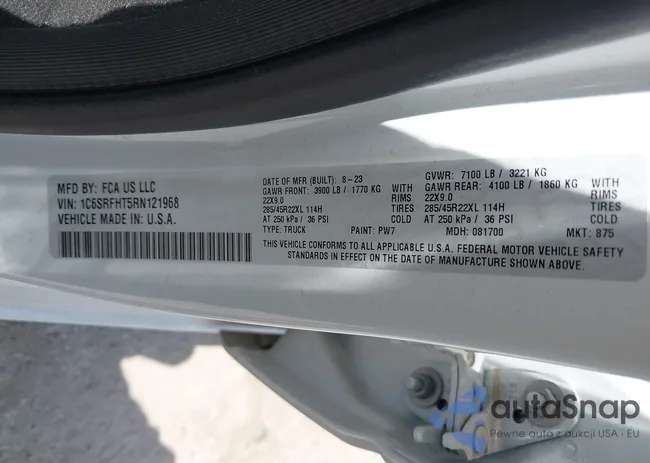 MFD BY: FCA US LLC
VIN: 1C6SRFHT5RN121968
VEHICLE MADE IN U.S.A.
DATE OF MFR (BUILT): 8-23
GAWR FRONT: 3900 LB / 1770 KG WITH
22X9.0 RIMS
285/45R22XL 114H TIRES
AT 250 kPa / 36 PSI COLD
TYPE: TRUCK PAINT: PW7
GVWR: 7100 LB / 3221 KG
GAWR REAR: 4100 LB / 1860 KG WITH
22X9.0 RIMS
285/45R22XL 114H TIRES
AT 250 kPa / 36 PSI COLD
MDH: 081700 MKT: 875
THIS VEHICLE CONFORMS TO ALL APPLICABLE U.S.A. FEDERAL MOTOR VEHICLE SAFETY
STANDARDS IN EFFECT ON THE DATE OF MANUFACTURE SHOWN ABOVE.
autoSnap
Pewne auto z aukcji USA i EU